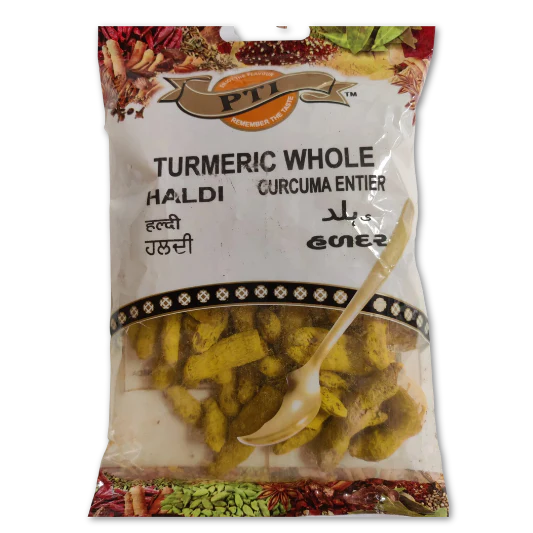 PTI
TM
REMEMBER THE TASTE
TURMERIC WHOLE
HALDI
CURCUMA ENTIER
हल्दी
ਹਲਦੀ
હળદર